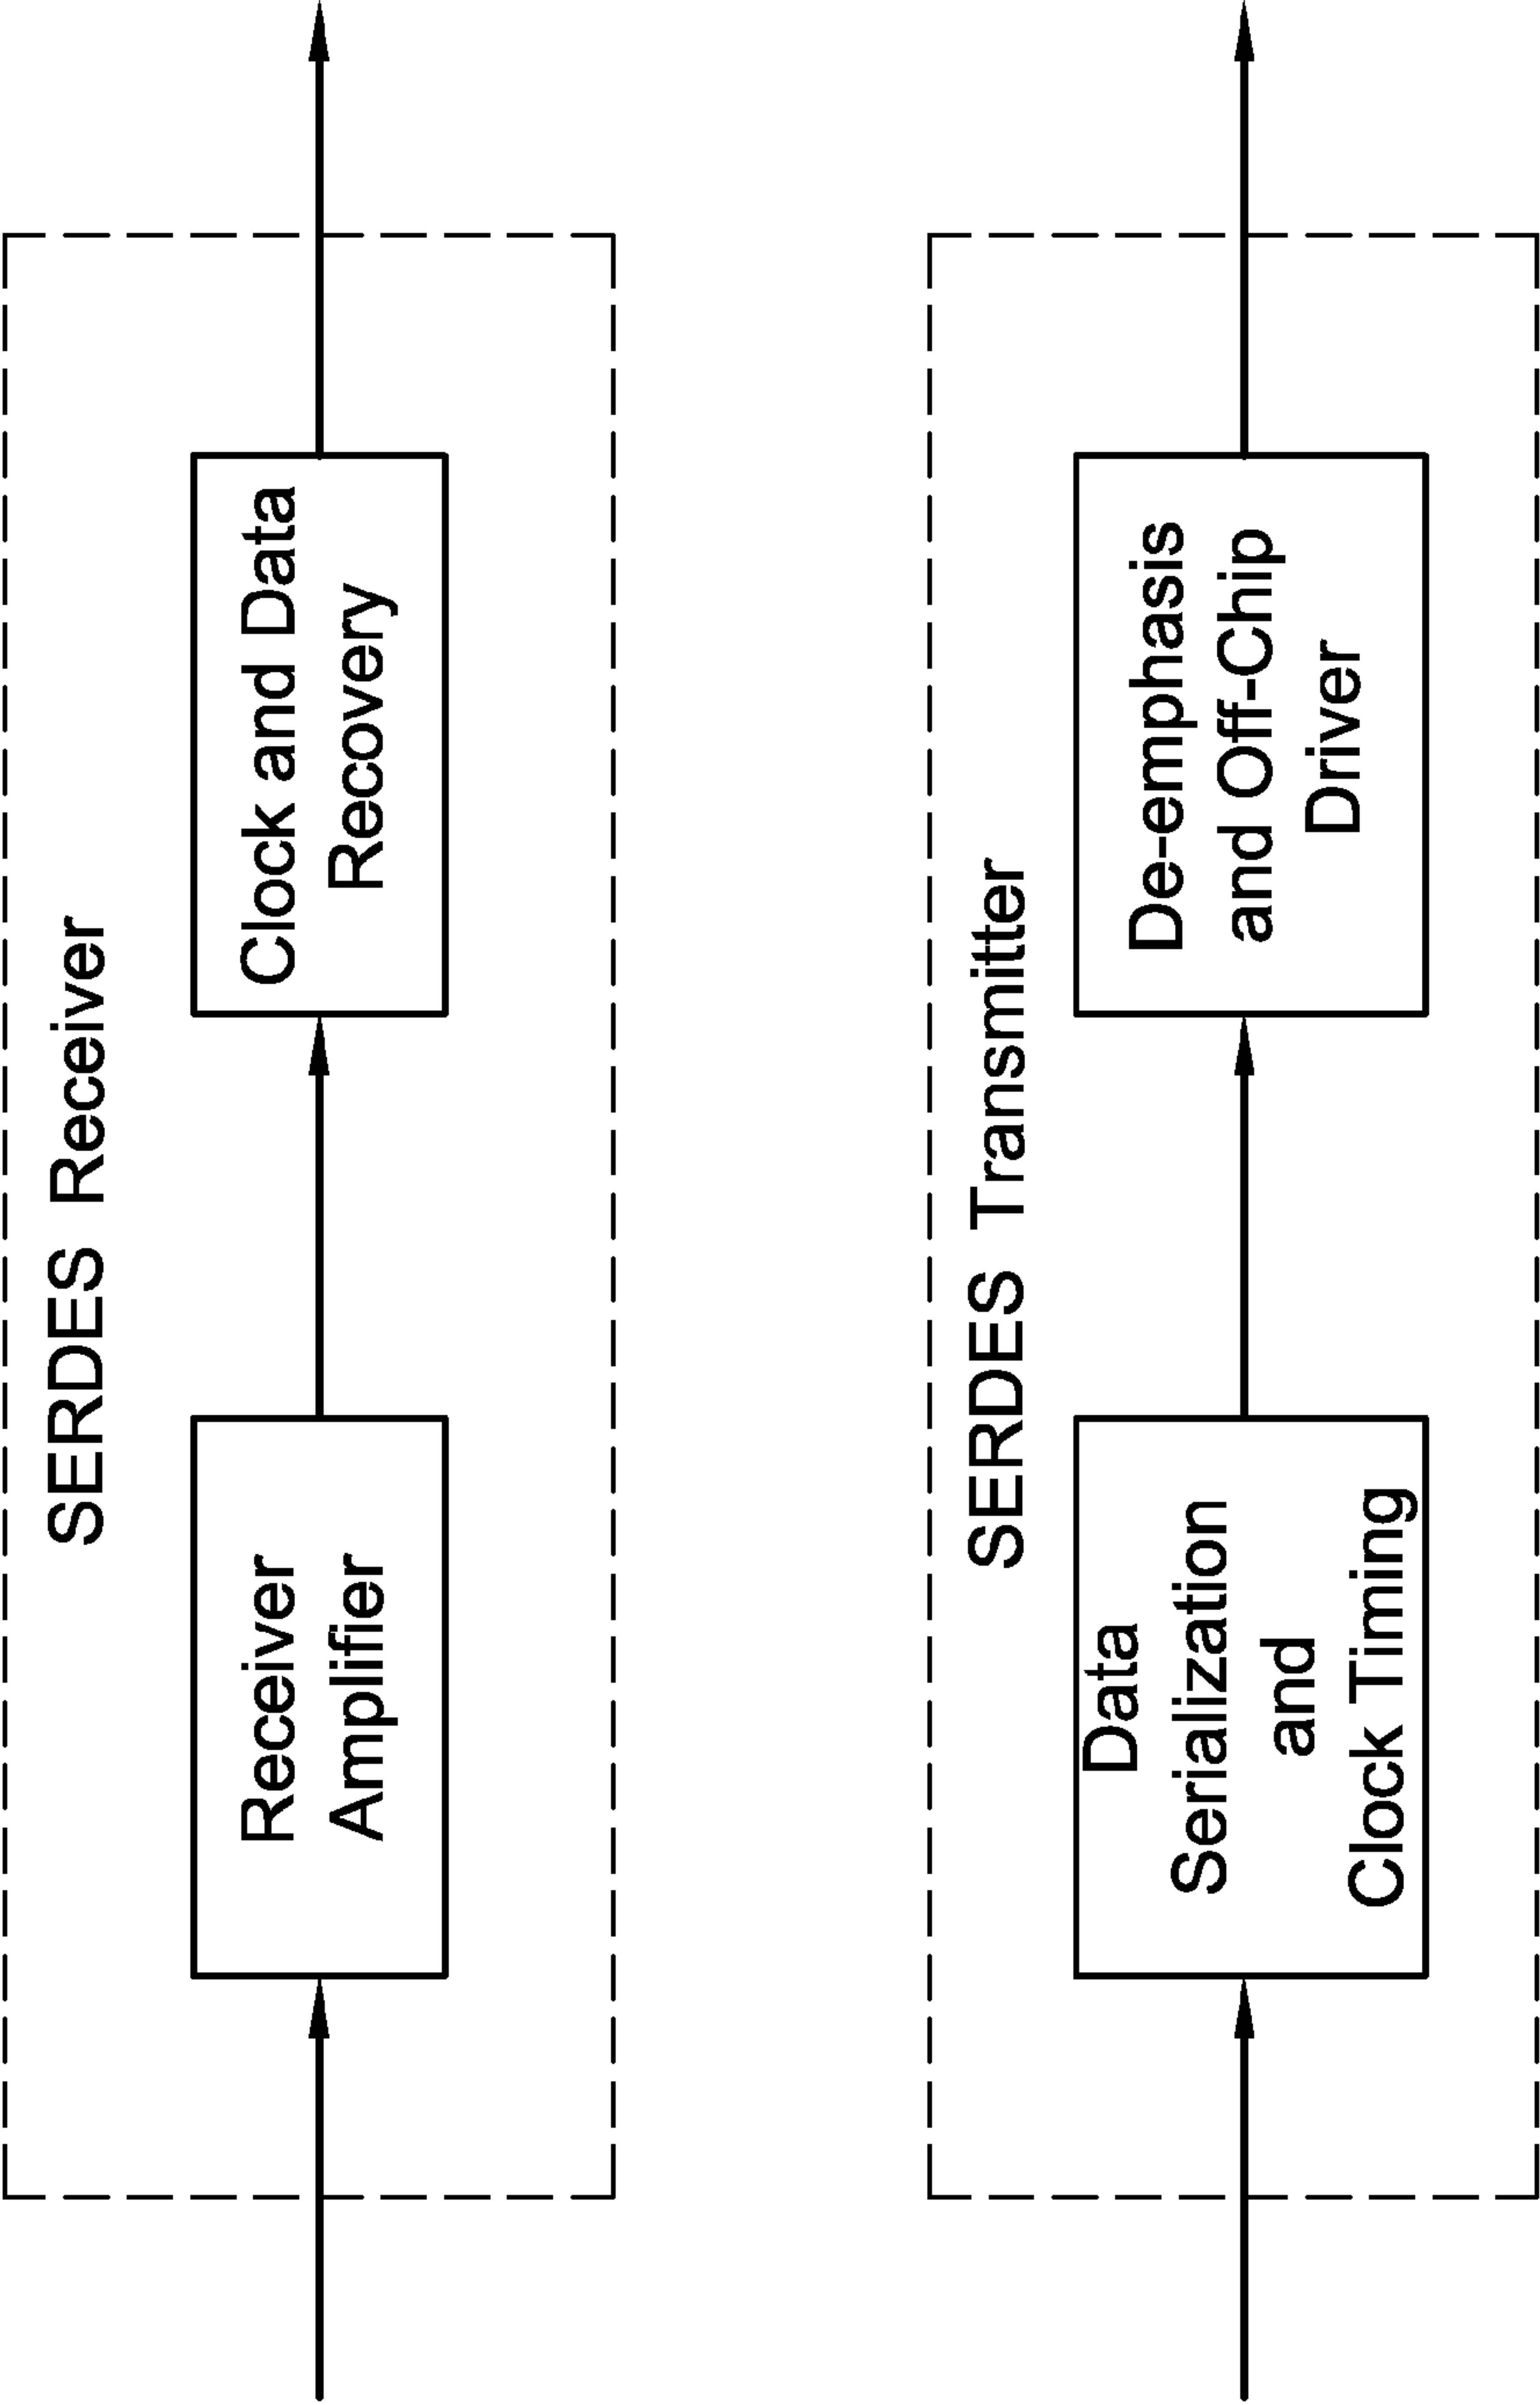 SERDES Receiver
Receiver
Amplifier
Clock and Data
Recovery
SERDES Transmitter
Data
Serialization
and
Clock Timing
De-emphasis
and Off-Chip
Driver